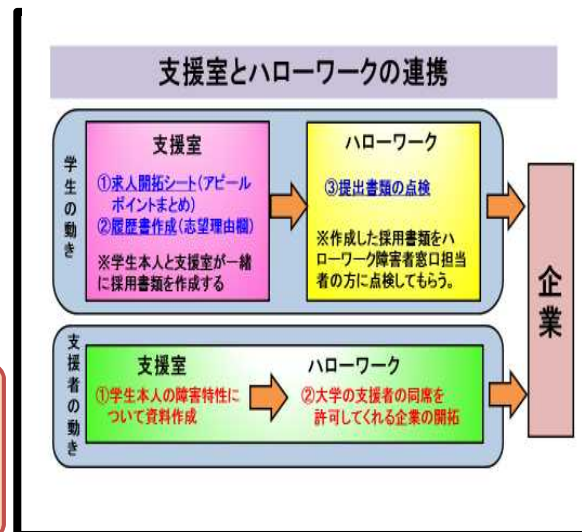 支援室とハローワークの連携
学生の動き
支援室
①求人開拓シート(アピール
ポイントまとめ)
②履歴書作成(志望理由欄)
※学生本人と支援室が一緒
に採用書類を作成する
ハローワーク
③提出書類の点検
※作成した採用書類をハ
ローワーク障害者窓口担当
者の方に点検してもらう。
支援者の動き
支援室
①学生本人の障害特性に
ついて資料作成
ハローワーク
②大学の支援者の同席を
許可してくれる企業の開拓
企業